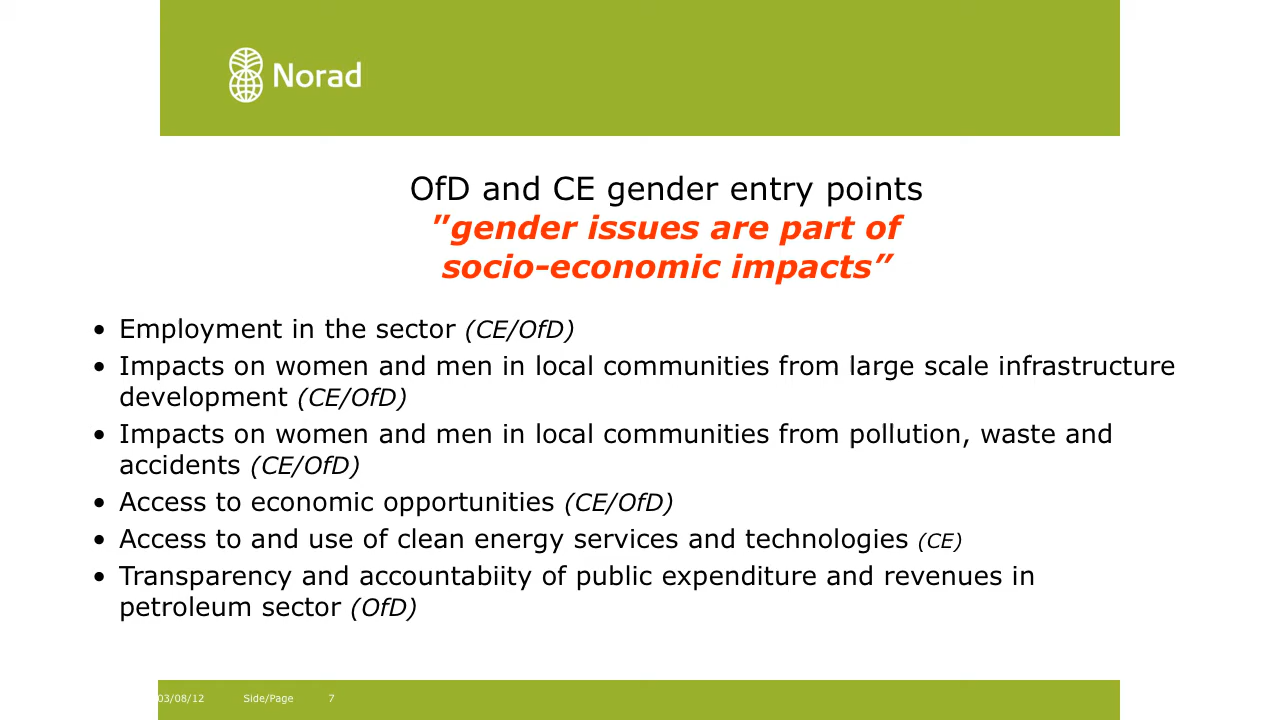 Norad
OfD and CE gender entry points
”gender issues are part of
socio-economic impacts”
• Employment in the sector (CE/OfD)
• Impacts on women and men in local communities from large scale infrastructure
development (CE/OfD)
• Impacts on women and men in local communities from pollution, waste and
accidents (CE/OfD)
• Access to economic opportunities (CE/OfD)
• Access to and use of clean energy services and technologies (CE)
• Transparency and accountabiity of public expenditure and revenues in
petroleum sector (OfD)
03/08/12 Side/Page 7